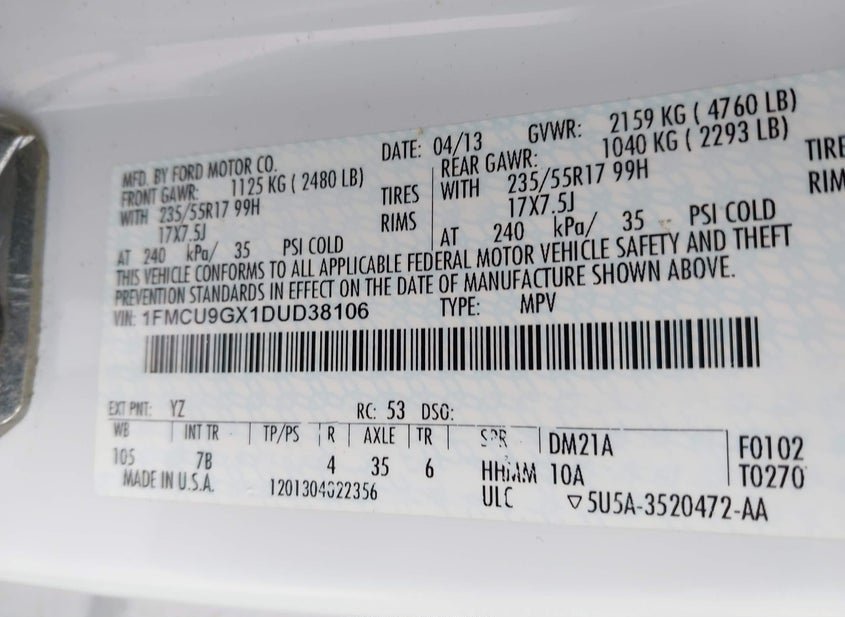 MFD. BY FORD MOTOR CO. DATE: 04/13 GVWR: 2159 KG ( 4760 LB)
FRONT GAWR: 1125 KG ( 2480 LB) REAR GAWR: 1040 KG ( 2293 LB)
WITH 235/55R17 99H TIRES WITH 235/55R17 99H TIRE
17X7.5J RIMS 17X7.5J RIM
AT 240 kPa/ 35 PSI COLD AT 240 kPa/ 35 PSI COLD
THIS VEHICLE CONFORMS TO ALL APPLICABLE FEDERAL MOTOR VEHICLE SAFETY AND THEFT
PREVENTION STANDARDS IN EFFECT ON THE DATE OF MANUFACTURE SHOWN ABOVE.
VIN: 1FMCU9GX1DUD38106 TYPE: MPV
EXT PNT: YZ RC: 53 DSO:
WB INT TR TP/PS R AXLE TR SPR DM21A F0102
105 7B 4 35 6 HHMM 10A T0270
MADE IN U.S.A. 1201304022356 ULC ▽5U5A-3520472-AA